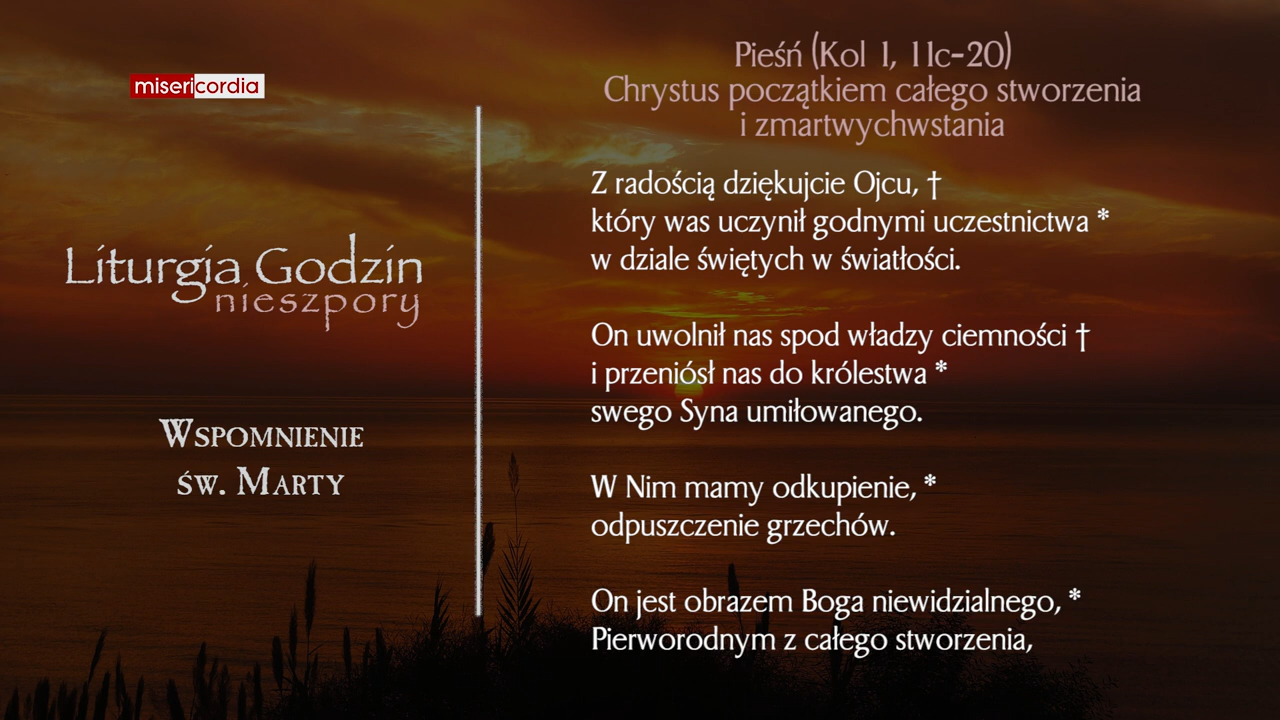 misericordia
Liturgia Godzin
nieszpory
Wspomnienie
św. Marty
Pieśń (Kol 1, 11c-20)
Chrystus początkiem całego stworzenia
i zmartwychwstania
Z radością dziękujcie Ojcu, †
który was uczynił godnymi uczestnictwa *
w dziale świętych w światłości.
On uwolnił nas spod władzy ciemności †
i przeniósł nas do królestwa *
swego Syna umiłowanego.
W Nim mamy odkupienie, *
odpuszczenie grzechów.
On jest obrazem Boga niewidzialnego, *
Pierworodnym z całego stworzenia,